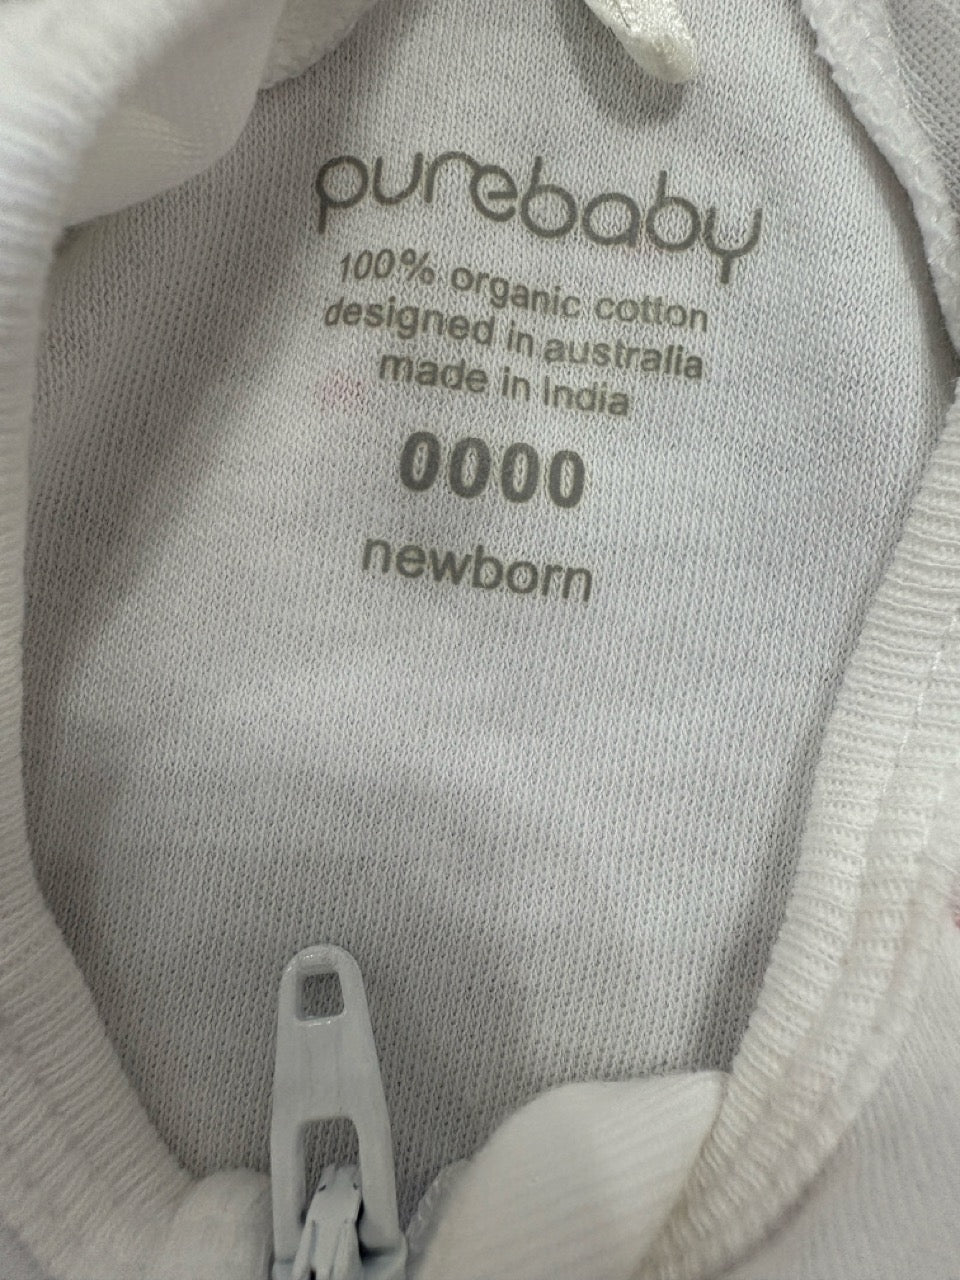 purebaby
100% organic cotton
designed in australia
made in India
0000
newborn